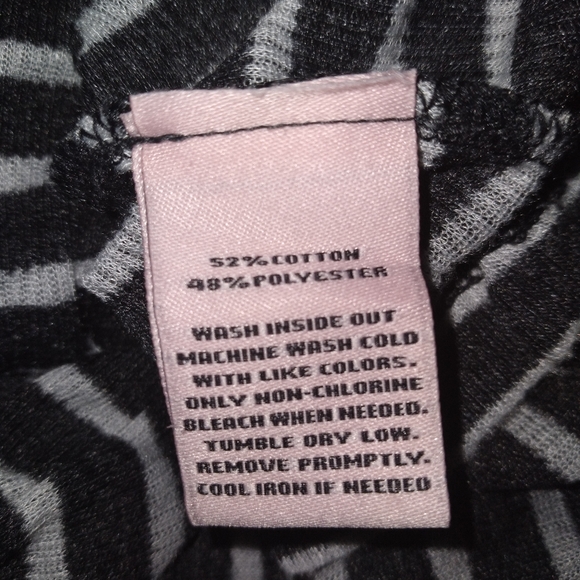 52%COTTON
48%POLYESTER
WASH INSIDE OUT
MACHINE WASH COLD
WITH LIKE COLORS.
ONLY NON-CHLORINE
BLEACH WHEN NEEDED.
TUMBLE DRY LOW.
REMOVE PROMPTLY.
COOL IRON IF NEEDED